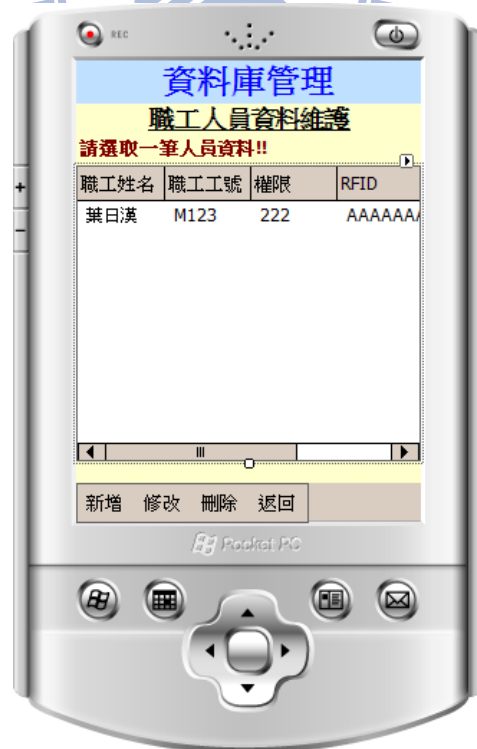 REC
資料庫管理
職工人員資料維護
請選取一筆人員資料!!
職工姓名 職工工號 權限 RFID
葉日漢 M123 222 AAAAAAA
新增 修改 刪除 返回
Pocket PC
+
-